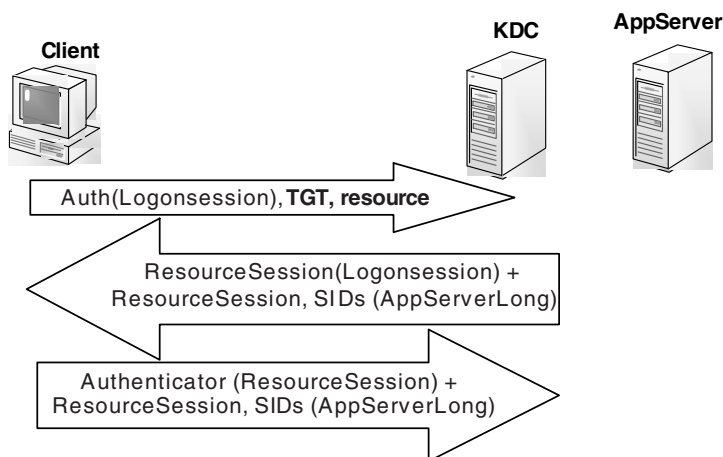 Client
KDC
AppServer
Auth(Logonsession), TGT, resource
ResourceSession(Logonsession) +
ResourceSession, SIDs (AppServerLong)
Authenticator (ResourceSession) +
ResourceSession, SIDs (AppServerLong)